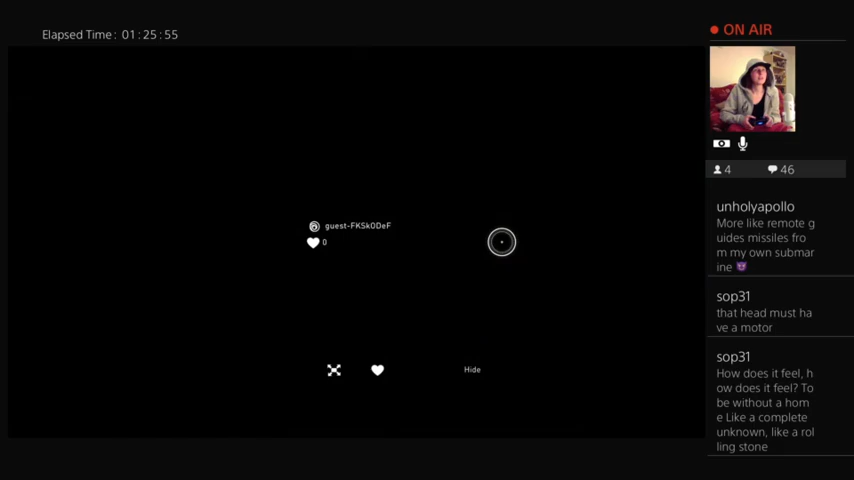 Elapsed Time: 01:25:55
ON AIR
4 46
guest-FKSkODeF
0
Hide
unholyapollo
More like remote g
uides missiles fro
m my own submar
ine 😈
sop31
that head must ha
ve a motor
sop31
How does it feel, h
ow does it feel? To
be without a hom
e Like a complete
unknown, like a rol
ling stone